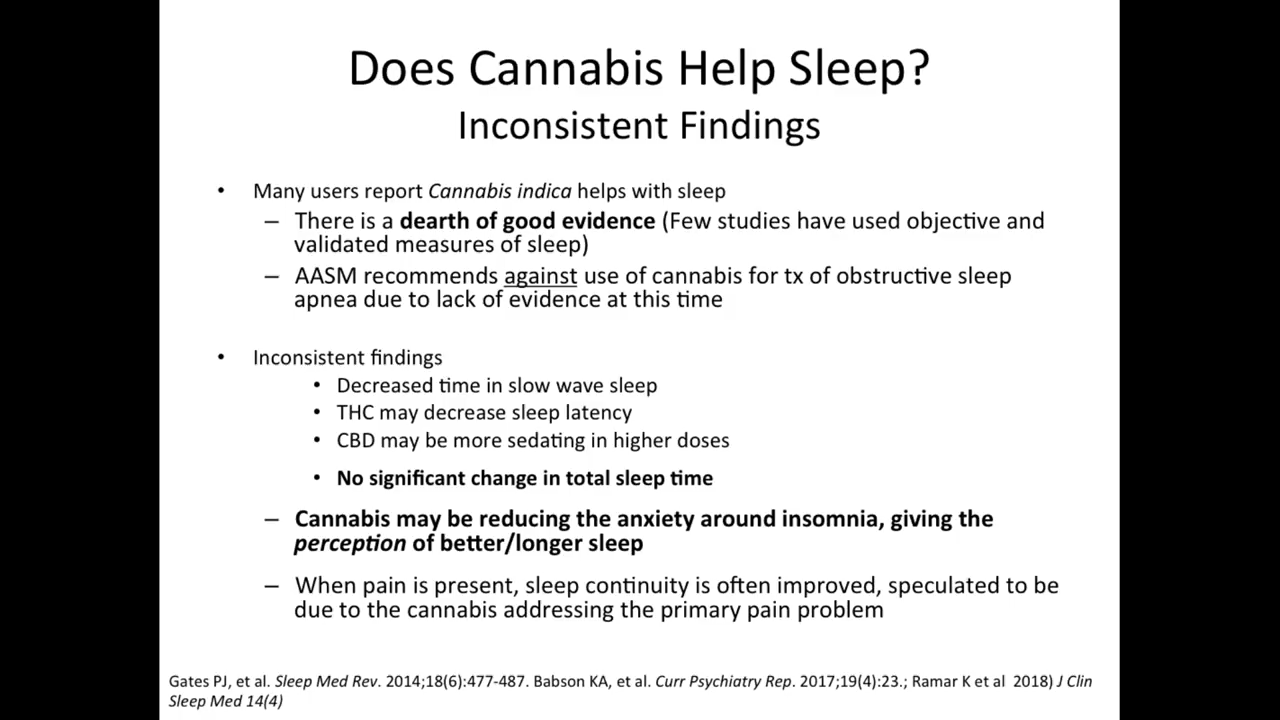 Does Cannabis Help Sleep?
Inconsistent Findings
• Many users report Cannabis indica helps with sleep
– There is a dearth of good evidence (Few studies have used objective and
validated measures of sleep)
– AASM recommends against use of cannabis for tx of obstructive sleep
apnea due to lack of evidence at this time
• Inconsistent findings
• Decreased time in slow wave sleep
• THC may decrease sleep latency
• CBD may be more sedating in higher doses
• No significant change in total sleep time
– Cannabis may be reducing the anxiety around insomnia, giving the
perception of better/longer sleep
– When pain is present, sleep continuity is often improved, speculated to be
due to the cannabis addressing the primary pain problem
Gates PJ, et al. Sleep Med Rev. 2014;18(6):477-487. Babson KA, et al. Curr Psychiatry Rep. 2017;19(4):23.; Ramar K et al  2018) J Clin
Sleep Med 14(4)